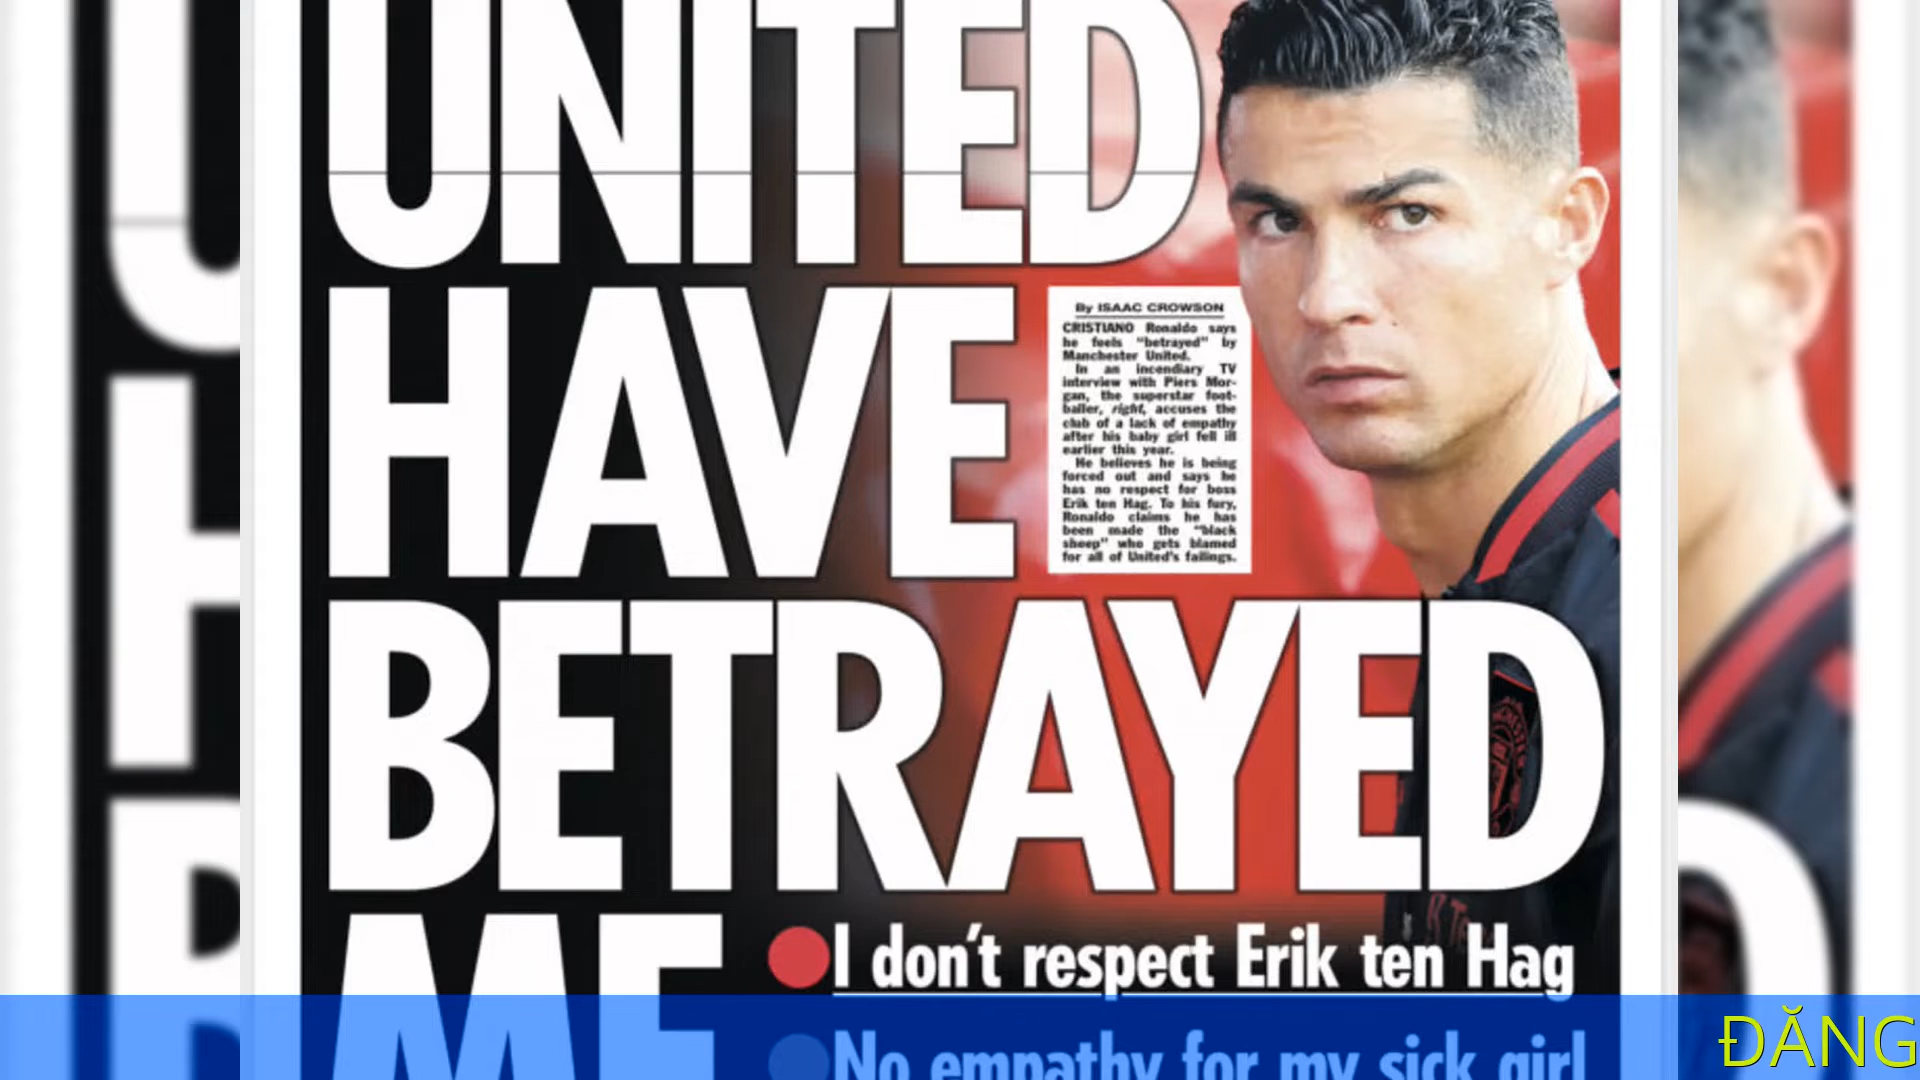 UNITED
HAVE
By ISAAC CROWSON
CRISTIANO Ronaldo says
he feels "betrayed" by
Manchester United.
In an incendiary TV
interview with Piers Mor-
gan, the superstar foot-
baller, right, accuses the
club of a lack of empathy
after his baby girl fell ill
earlier this year.
He believes he is being
forced out and says he
has no respect for boss
Erik ten Hag. To his fury,
Ronaldo claims he has
been made the "black
sheep" who gets blamed
for all of United's failings.
BETRAYED
ME
I don't respect Erik ten Hag
No empathy for my sick girl
ĐĂNG